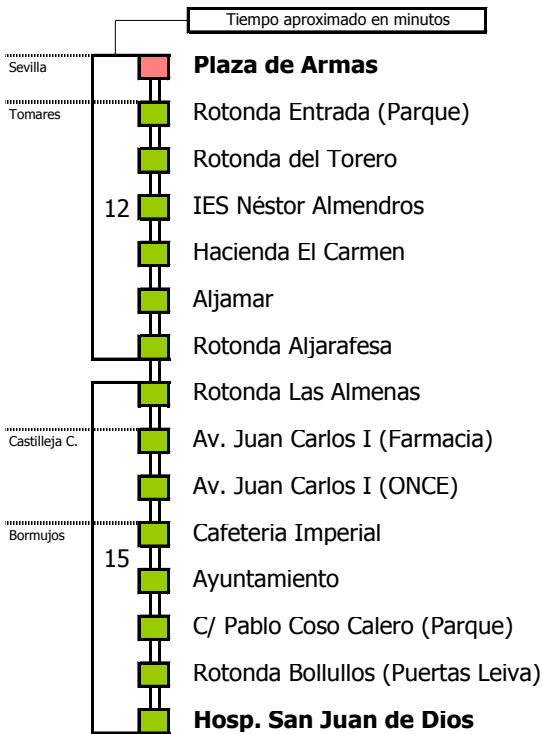 Tiempo aproximado en minutos
Sevilla
Plaza de Armas
Tomares
Rotonda Entrada (Parque)
Rotonda del Torero
12
IES Néstor Almendros
Hacienda El Carmen
Aljamar
Rotonda Aljarafesa
Rotonda Las Almenas
Castilleja C.
Av. Juan Carlos I (Farmacia)
Av. Juan Carlos I (ONCE)
Bormujos
Cafeteria Imperial
15
Ayuntamiento
C/ Pablo Coso Calero (Parque)
Rotonda Bollullos (Puertas Leiva)
Hosp. San Juan de Dios